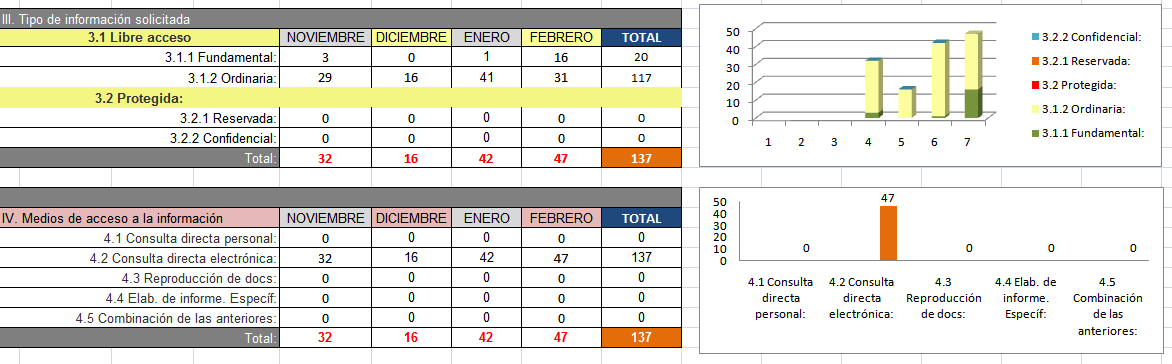 III. Tipo de información solicitada
3.1 Libre acceso NOVIEMBRE DICIEMBRE ENERO FEBRERO TOTAL
3.1.1 Fundamental: 3 0 1 16 20
3.1.2 Ordinaria: 29 16 41 31 117
3.2 Protegida:
3.2.1 Reservada: 0 0 0 0 0
3.2.2 Confidencial: 0 0 0 0 0
Total: 32 16 42 47 137
50
40
30
20
10
0
1 2 3 4 5 6 7
3.2.2 Confidencial:
3.2.1 Reservada:
3.2 Protegida:
3.1.2 Ordinaria:
3.1.1 Fundamental:
IV. Medios de acceso a la información NOVIEMBRE DICIEMBRE ENERO FEBRERO TOTAL
4.1 Consulta directa personal: 0 0 0 0 0
4.2 Consulta directa electrónica: 32 16 42 47 137
4.3 Reproducción de docs: 0 0 0 0 0
4.4 Elab. de informe. Específ: 0 0 0 0 0
4.5 Combinación de las anteriores: 0 0 0 0 0
Total: 32 16 42 47 137
50
40
30
20
10
0
0 47 0 0 0
4.1 Consulta directa personal:
4.2 Consulta directa electrónica:
4.3 Reproducción de docs:
4.4 Elab. de informe. Específ:
4.5 Combinación de las anteriores: